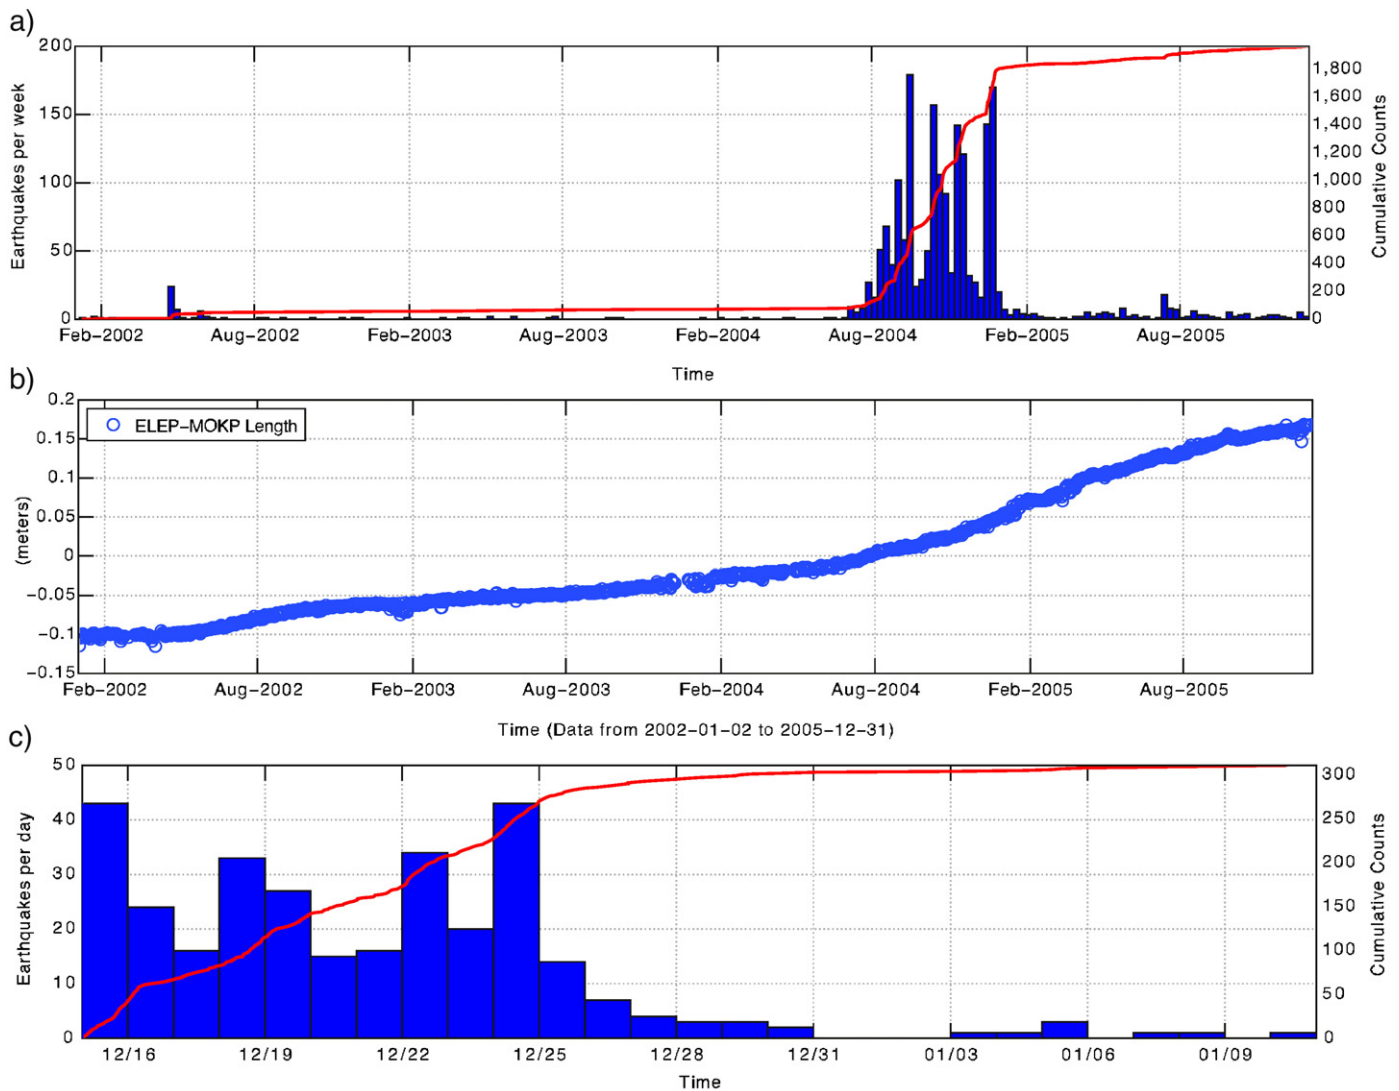 a)
200
150
100
50
0
Earthquakes per week
1,800
1,600
1,400
1,200
1,000
800
600
400
200
0
Cumulative Counts
Feb-2002 Aug-2002 Feb-2003 Aug-2003 Feb-2004 Aug-2004 Feb-2005 Aug-2005
Time
b)
0.2
0.15
0.1
0.05
0
-0.05
-0.1
-0.15
(meters)
ELEP-MOKP Length
Feb-2002 Aug-2002 Feb-2003 Aug-2003 Feb-2004 Aug-2004 Feb-2005 Aug-2005
Time (Data from 2002-01-02 to 2005-12-31)
c)
50
40
30
20
10
0
Earthquakes per day
300
250
200
150
100
50
0
Cumulative Counts
12/16 12/19 12/22 12/25 12/28 12/31 01/03 01/06 01/09
Time